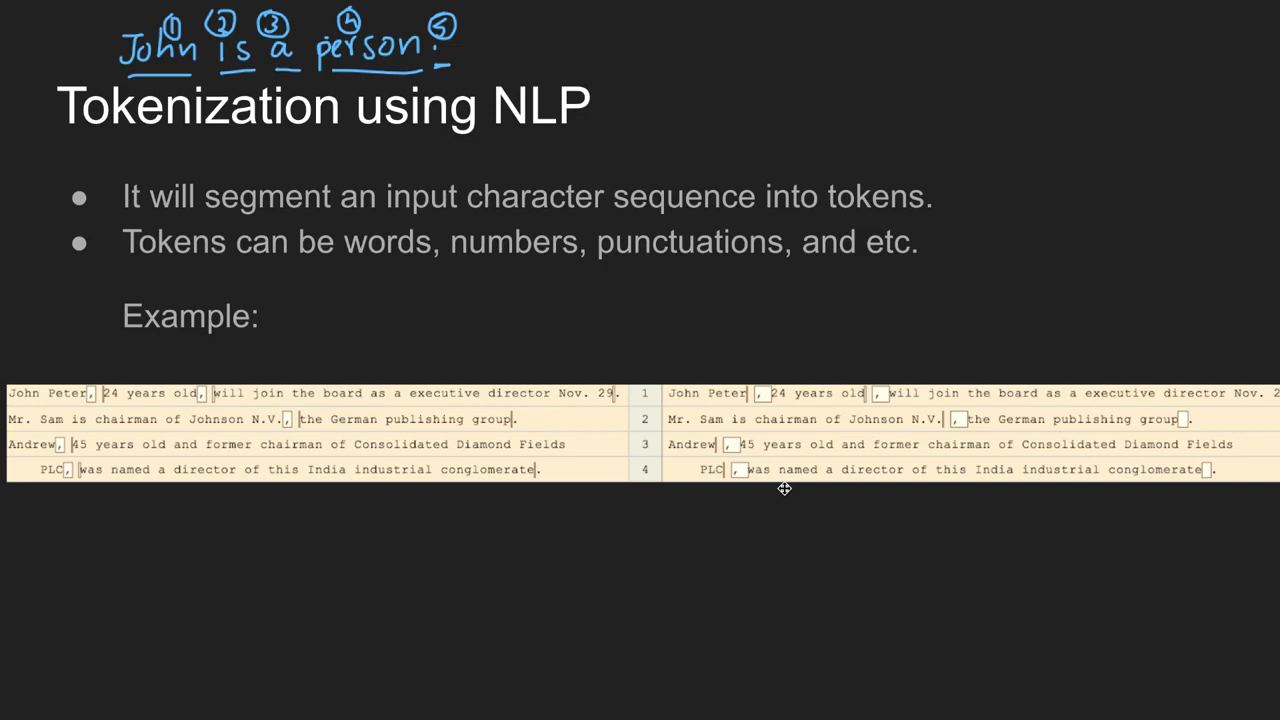 ① ② ③ ④ ⑤
John is a person.
Tokenization using NLP
● It will segment an input character sequence into tokens.
● Tokens can be words, numbers, punctuations, and etc.
Example:
John Peter, 24 years old, will join the board as a executive director Nov. 29. 1 John Peter , 24 years old , will join the board as a executive director Nov. 2
Mr. Sam is chairman of Johnson N.V., the German publishing group. 2 Mr. Sam is chairman of Johnson N.V. , the German publishing group .
Andrew, 45 years old and former chairman of Consolidated Diamond Fields 3 Andrew , 45 years old and former chairman of Consolidated Diamond Fields
PLC, was named a director of this India industrial conglomerate. 4 PLC , was named a director of this India industrial conglomerate .